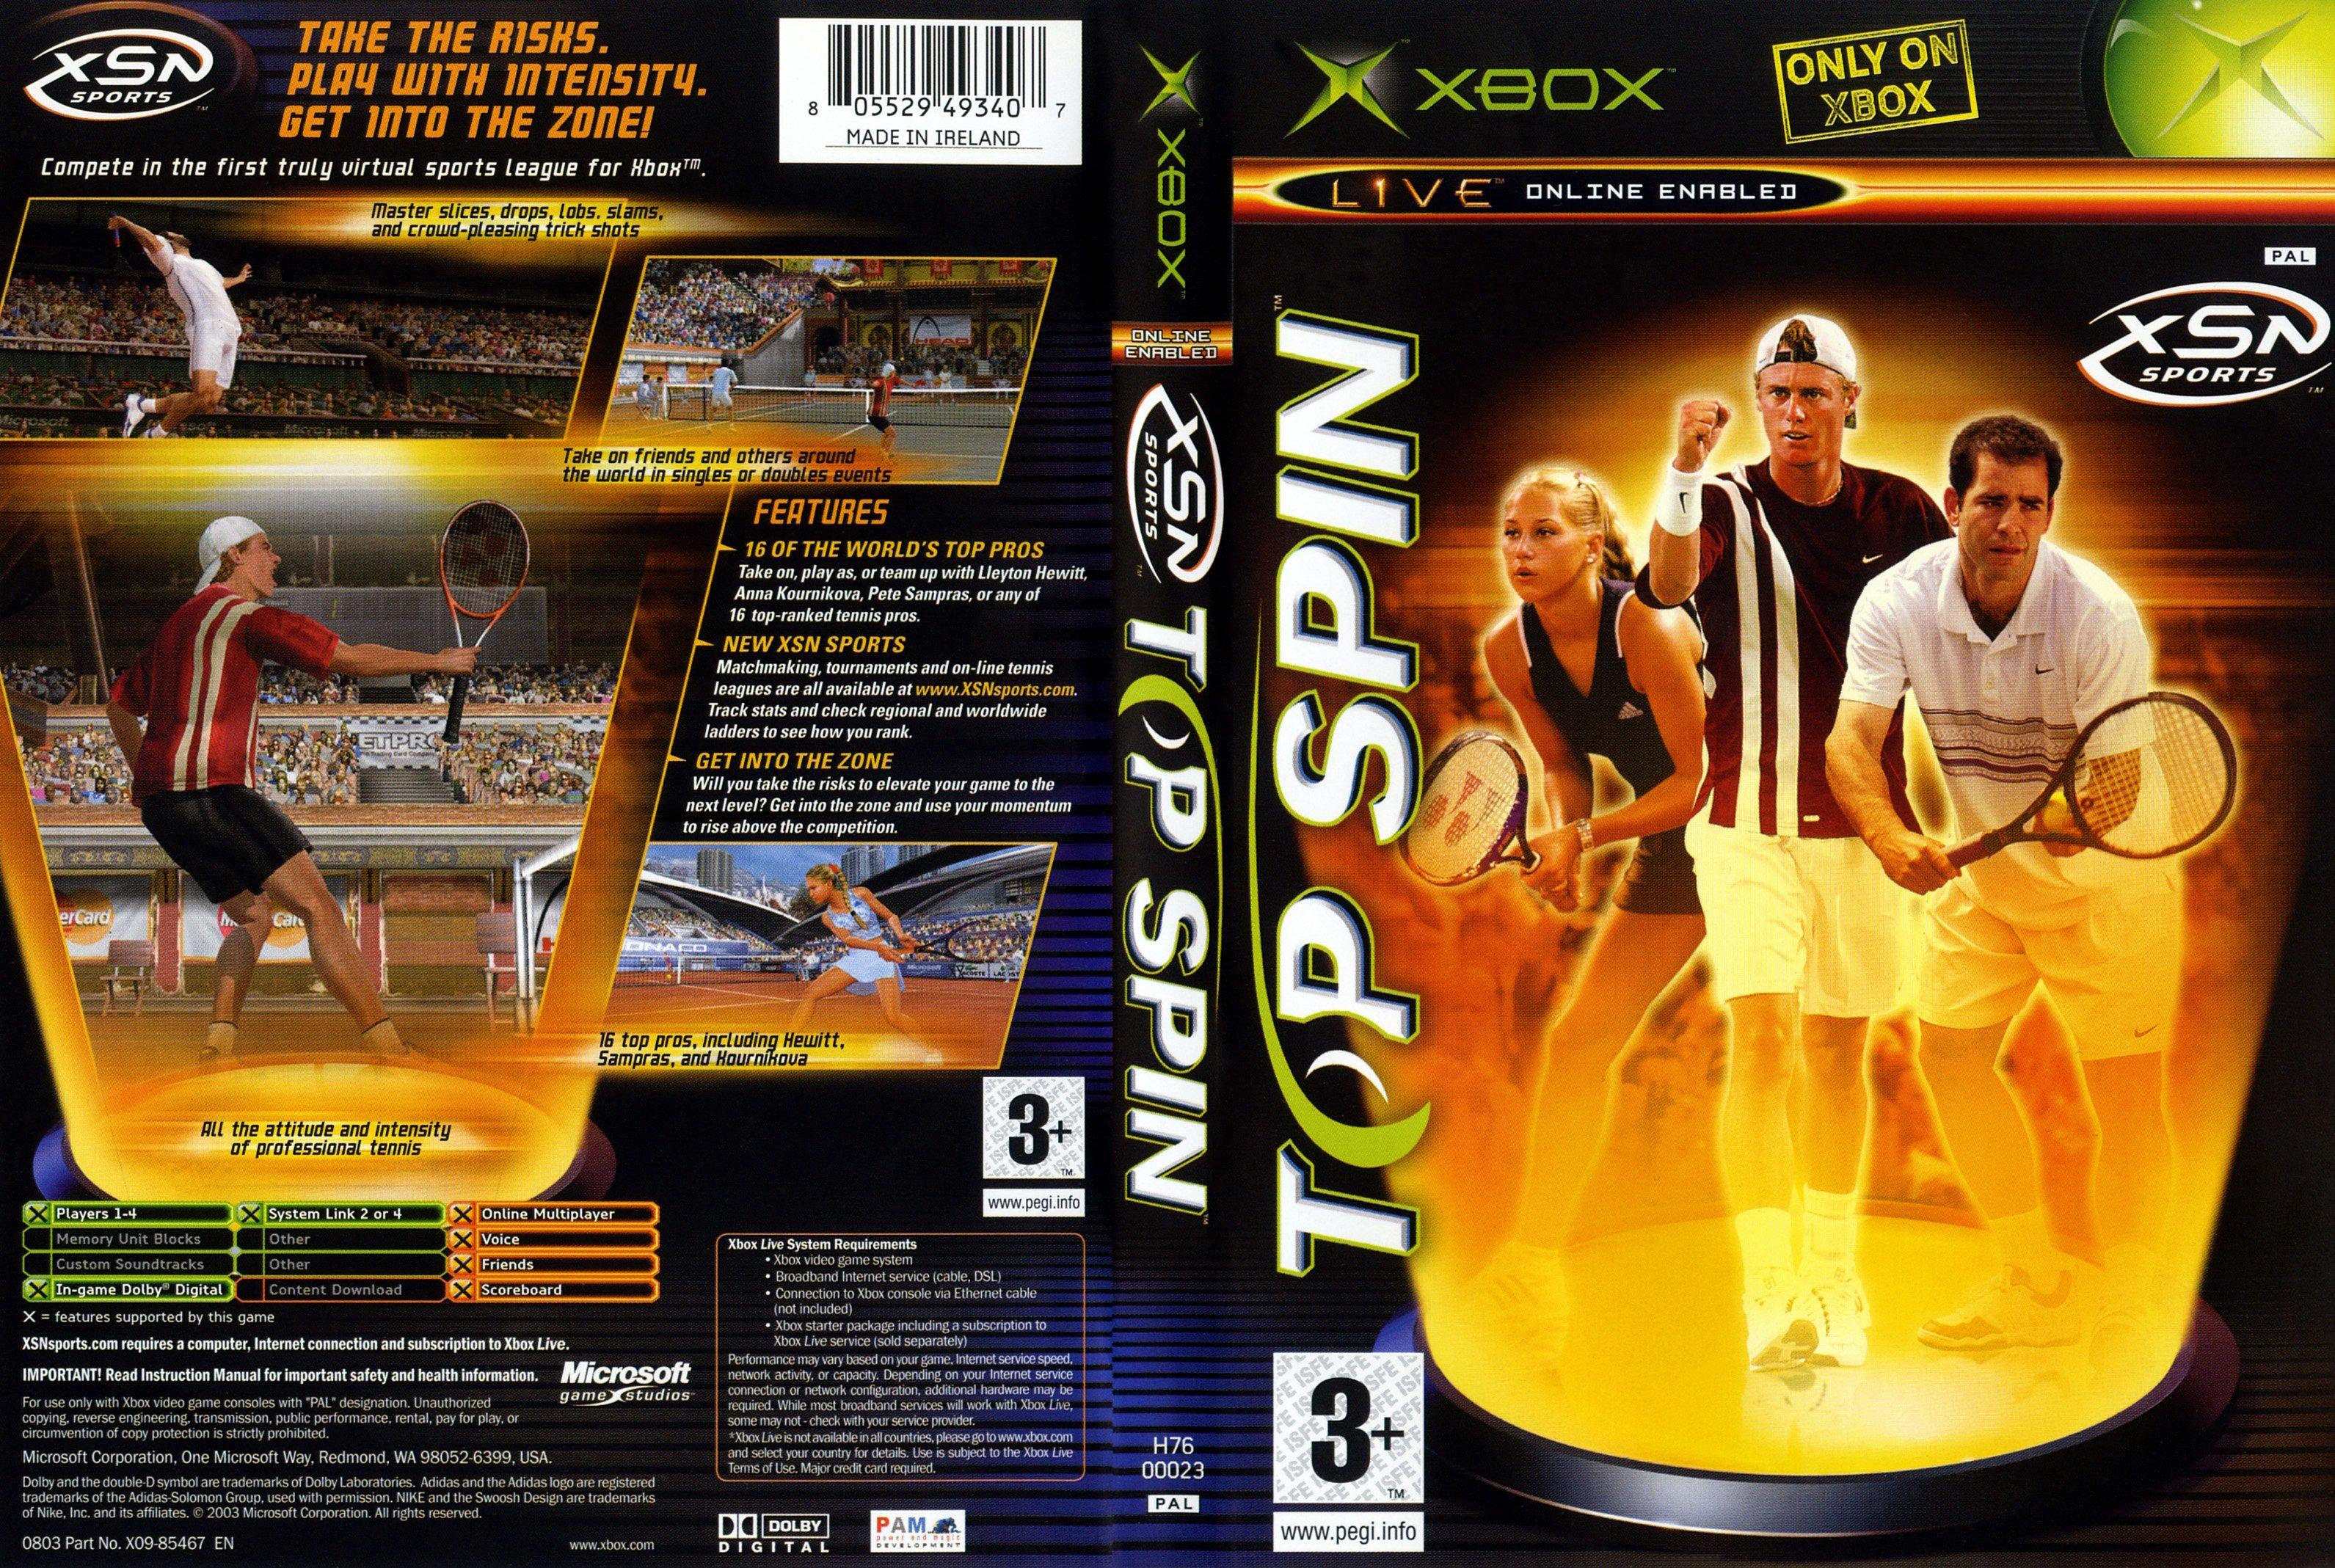 XSN
SPORTS™
TAKE THE RISKS.
PLAY WITH INTENSITY.
GET INTO THE ZONE!
Compete in the first truly virtual sports league for Xbox™.
8 05529 49340 7
MADE IN IRELAND
Master slices, drops, lobs, slams,
and crowd-pleasing trick shots
Microsoft
HEAD
Take on friends and others around
the world in singles or doubles events
FEATURES
16 OF THE WORLD'S TOP PROS
Take on, play as, or team up with Lleyton Hewitt,
Anna Kournikova, Pete Sampras, or any of
16 top-ranked tennis pros.
NEW XSN SPORTS
Matchmaking, tournaments and on-line tennis
leagues are all available at www.XSNsports.com.
Track stats and check regional and worldwide
ladders to see how you rank.
GET INTO THE ZONE
Will you take the risks to elevate your game to the
next level? Get into the zone and use your momentum
to rise above the competition.
ETPRO
erCard
Microsoft
16 top pros, including Hewitt,
Sampras, and Kournikova
All the attitude and intensity
of professional tennis
3+™
www.pegi.info
X Players 1-4
X System Link 2 or 4
X Online Multiplayer
Memory Unit Blocks
Other
X Voice
Custom Soundtracks
Other
X Friends
X In-game Dolby® Digital
Content Download
X Scoreboard
X = features supported by this game
XSNsports.com requires a computer, Internet connection and subscription to Xbox Live.
IMPORTANT! Read Instruction Manual for important safety and health information.
Microsoft
game studios™
For use only with Xbox video game consoles with "PAL" designation. Unauthorized
copying, reverse engineering, transmission, public performance, rental, pay for play, or
circumvention of copy protection is strictly prohibited.
Microsoft Corporation, One Microsoft Way, Redmond, WA 98052-6399, USA.
Dolby and the double-D symbol are trademarks of Dolby Laboratories. Adidas and the Adidas logo are registered
trademarks of the Adidas-Solomon Group, used with permission. NIKE and the Swoosh Design are trademarks
of Nike, Inc. and its affiliates. © 2003 Microsoft Corporation. All rights reserved.
0803 Part No. X09-85467 EN
www.xbox.com
Xbox Live System Requirements
• Xbox video game system
• Broadband Internet service (cable, DSL)
• Connection to Xbox console via Ethernet cable
(not included)
• Xbox starter package including a subscription to
Xbox Live service (sold separately)
Performance may vary based on your game, Internet service speed,
network activity, or capacity. Depending on your Internet service
connection or network configuration, additional hardware may be
required. While most broadband services will work with Xbox Live,
some may not - check with your service provider.
*Xbox Live is not available in all countries, please go to www.xbox.com
and select your country for details. Use is subject to the Xbox Live
Terms of Use. Major credit card required.
DOLBY
DIGITAL
PAM
power and magic
DEVELOPMENT
XBOX™
ONLINE
ENABLED
XSN
SPORTS™
TOP SPIN™
H76
00023
PAL
XBOX™
ONLY ON
XBOX
LIVE™ ONLINE ENABLED
PAL
XSN
SPORTS™
TOP SPIN™
3+™
www.pegi.info